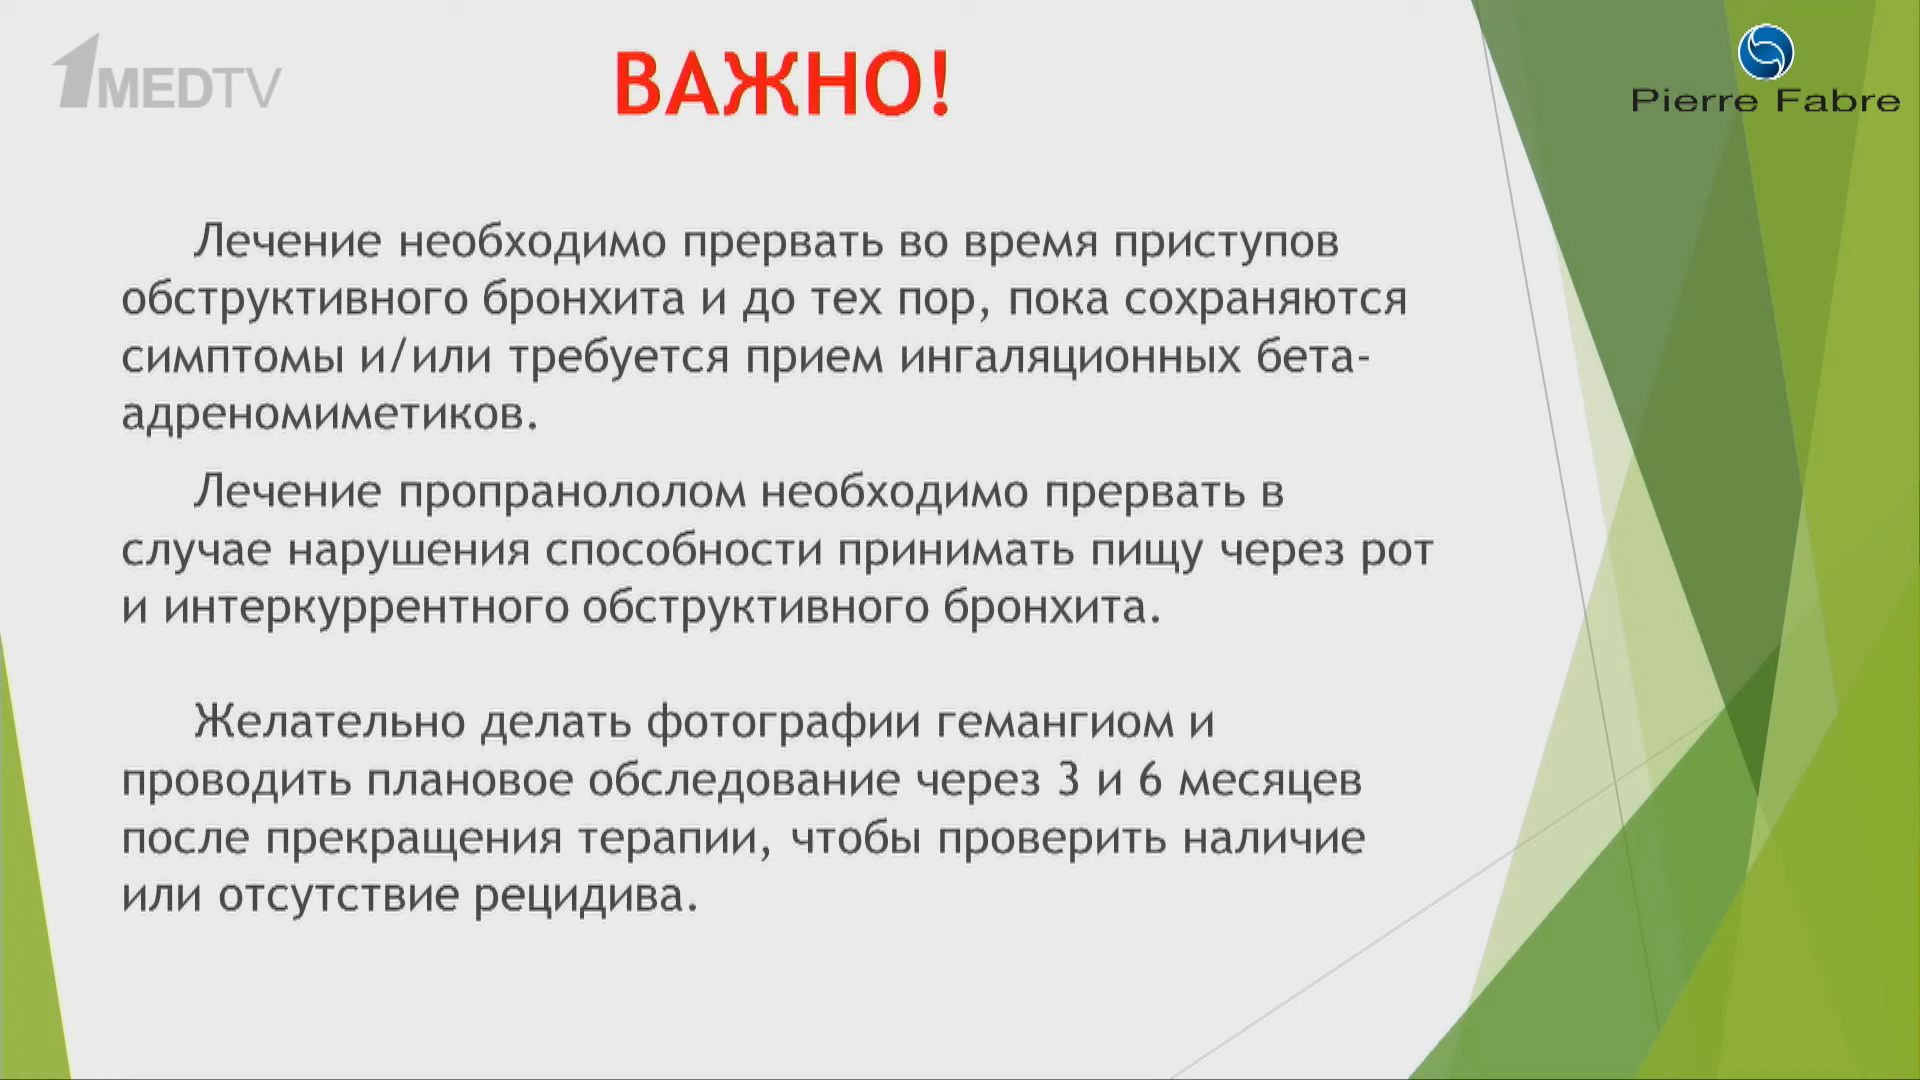 1MEDTV
ВАЖНО!
Pierre Fabre
Лечение необходимо прервать во время приступов
обструктивного бронхита и до тех пор, пока сохраняются
симптомы и/или требуется прием ингаляционных бета-
адреномиметиков.
Лечение пропранололом необходимо прервать в
случае нарушения способности принимать пищу через рот
и интеркуррентного обструктивного бронхита.
Желательно делать фотографии гемангиом и
проводить плановое обследование через 3 и 6 месяцев
после прекращения терапии, чтобы проверить наличие
или отсутствие рецидива.